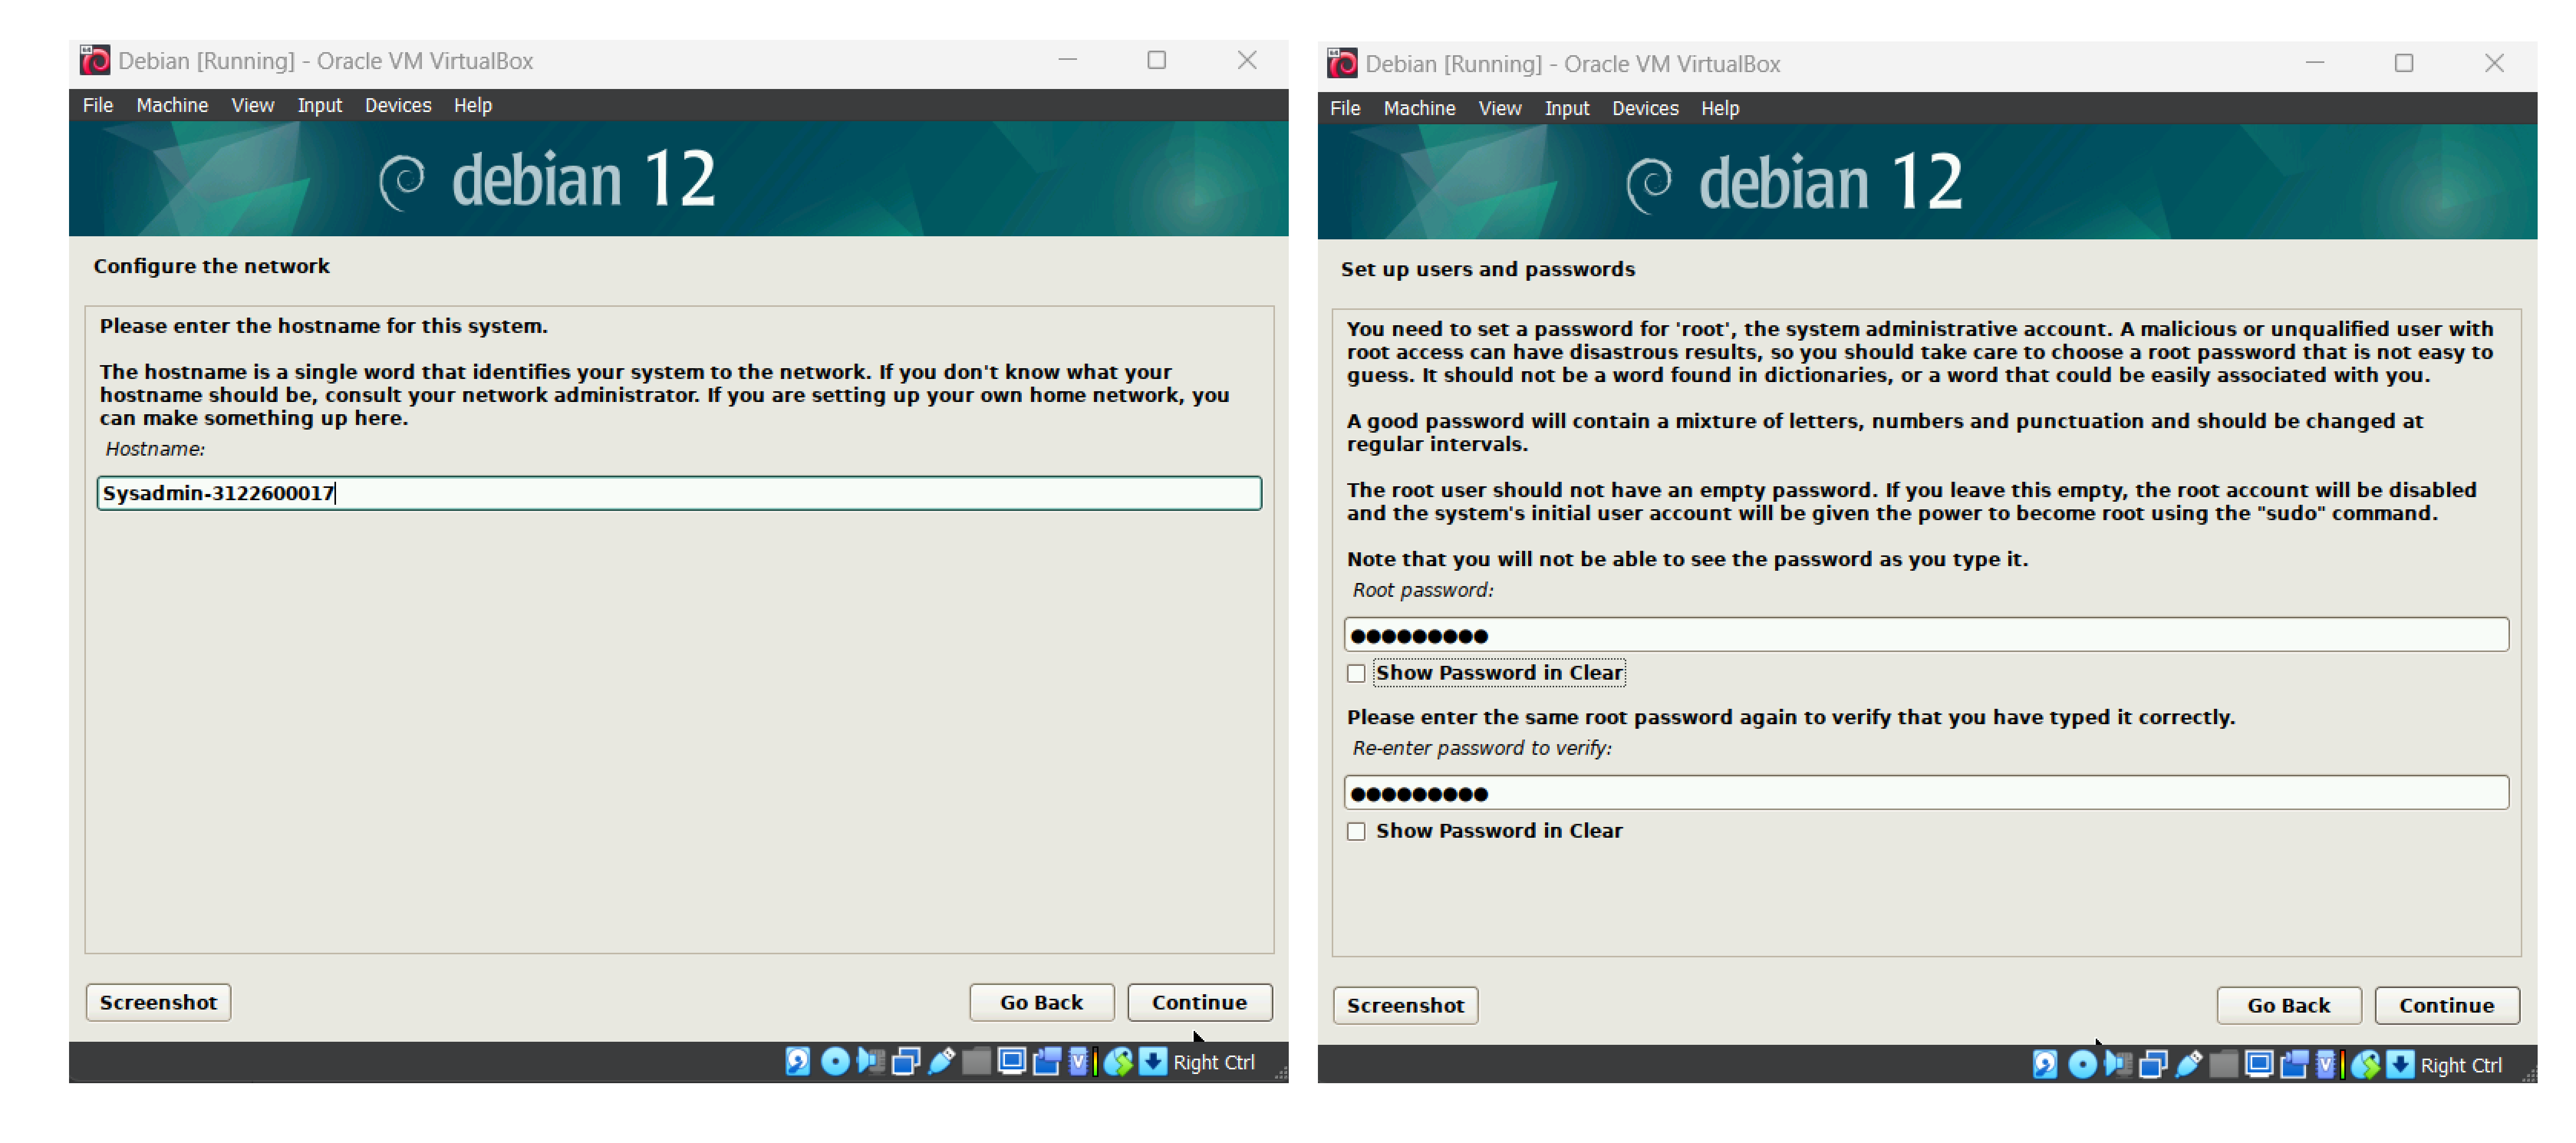 Debian [Running] - Oracle VM VirtualBox
File Machine View Input Devices Help
debian 12
Configure the network
Please enter the hostname for this system.
The hostname is a single word that identifies your system to the network. If you don't know what your
hostname should be, consult your network administrator. If you are setting up your own home network, you
can make something up here.
Hostname:
Sysadmin-3122600017
Screenshot
Go Back
Continue
Right Ctrl
Debian [Running] - Oracle VM VirtualBox
File Machine View Input Devices Help
debian 12
Set up users and passwords
You need to set a password for 'root', the system administrative account. A malicious or unqualified user with
root access can have disastrous results, so you should take care to choose a root password that is not easy to
guess. It should not be a word found in dictionaries, or a word that could be easily associated with you.
A good password will contain a mixture of letters, numbers and punctuation and should be changed at
regular intervals.
The root user should not have an empty password. If you leave this empty, the root account will be disabled
and the system's initial user account will be given the power to become root using the "sudo" command.
Note that you will not be able to see the password as you type it.
Root password:
●●●●●●●●●
Show Password in Clear
Please enter the same root password again to verify that you have typed it correctly.
Re-enter password to verify:
●●●●●●●●●
Show Password in Clear
Screenshot
Go Back
Continue
Right Ctrl